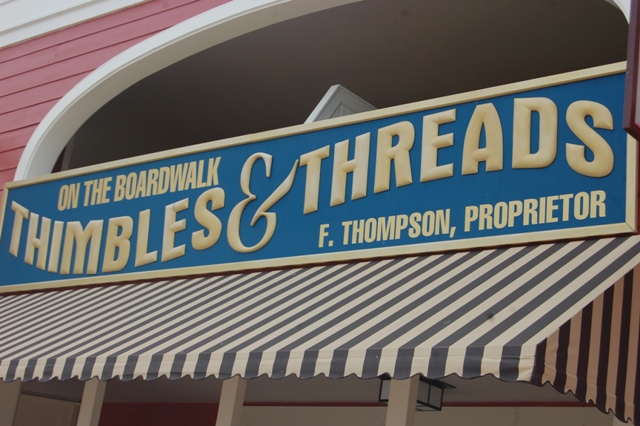 ON THE BOARDWALK
THIMBLES & THREADS
F. THOMPSON, PROPRIETOR